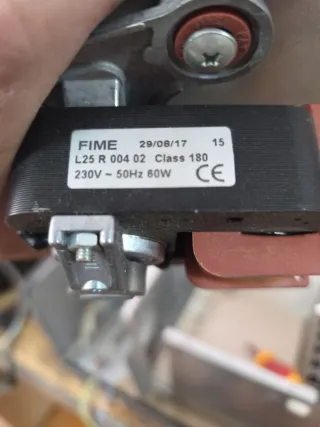 FIME 29/08/17 15
L25 R 004 02 Class 180
230V ~ 50Hz 60W CE